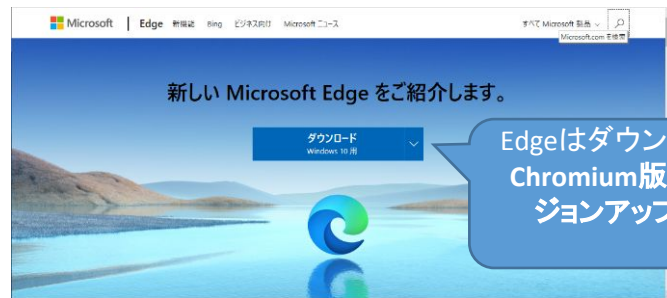 Microsoft | Edge 新機能 Bing ビジネス向け Microsoft ニュース すべて Microsoft 製品
Microsoft.com を検索
新しい Microsoft Edge をご紹介します。
ダウンロード
Windows 10 用
Edgeはダウン
Chromium版
ジョンアップ